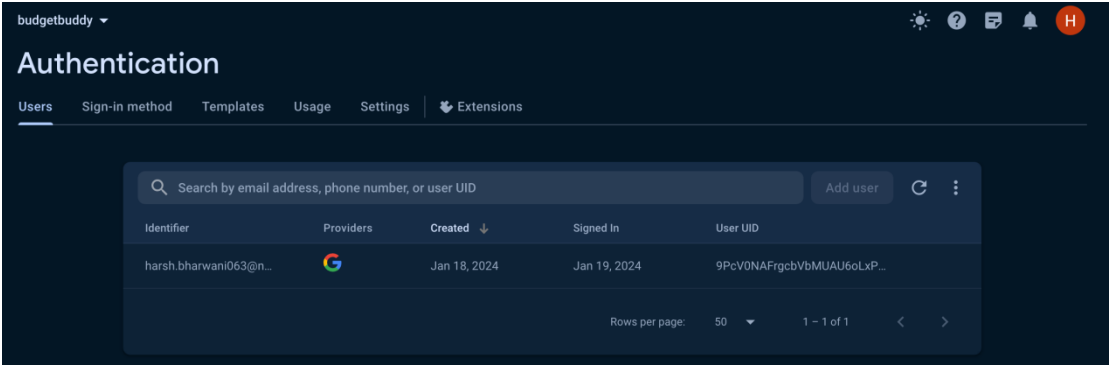 budgetbuddy
H
Authentication
Users Sign-in method Templates Usage Settings Extensions
Search by email address, phone number, or user UID Add user
Identifier Providers Created Signed In User UID
harsh.bharwani063@n... Jan 18, 2024 Jan 19, 2024 9PcV0NAFrgcbVbMUAU6oLxP...
Rows per page: 50 1 – 1 of 1